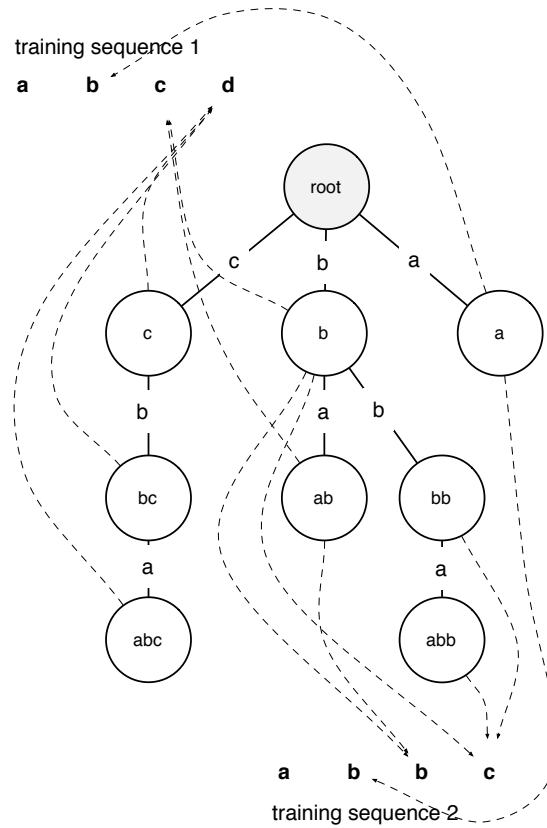 training sequence 1
a b c d
root
c b a
c b a
b a b
bc ab bb
a a
abc abb
a b b c
training sequence 2